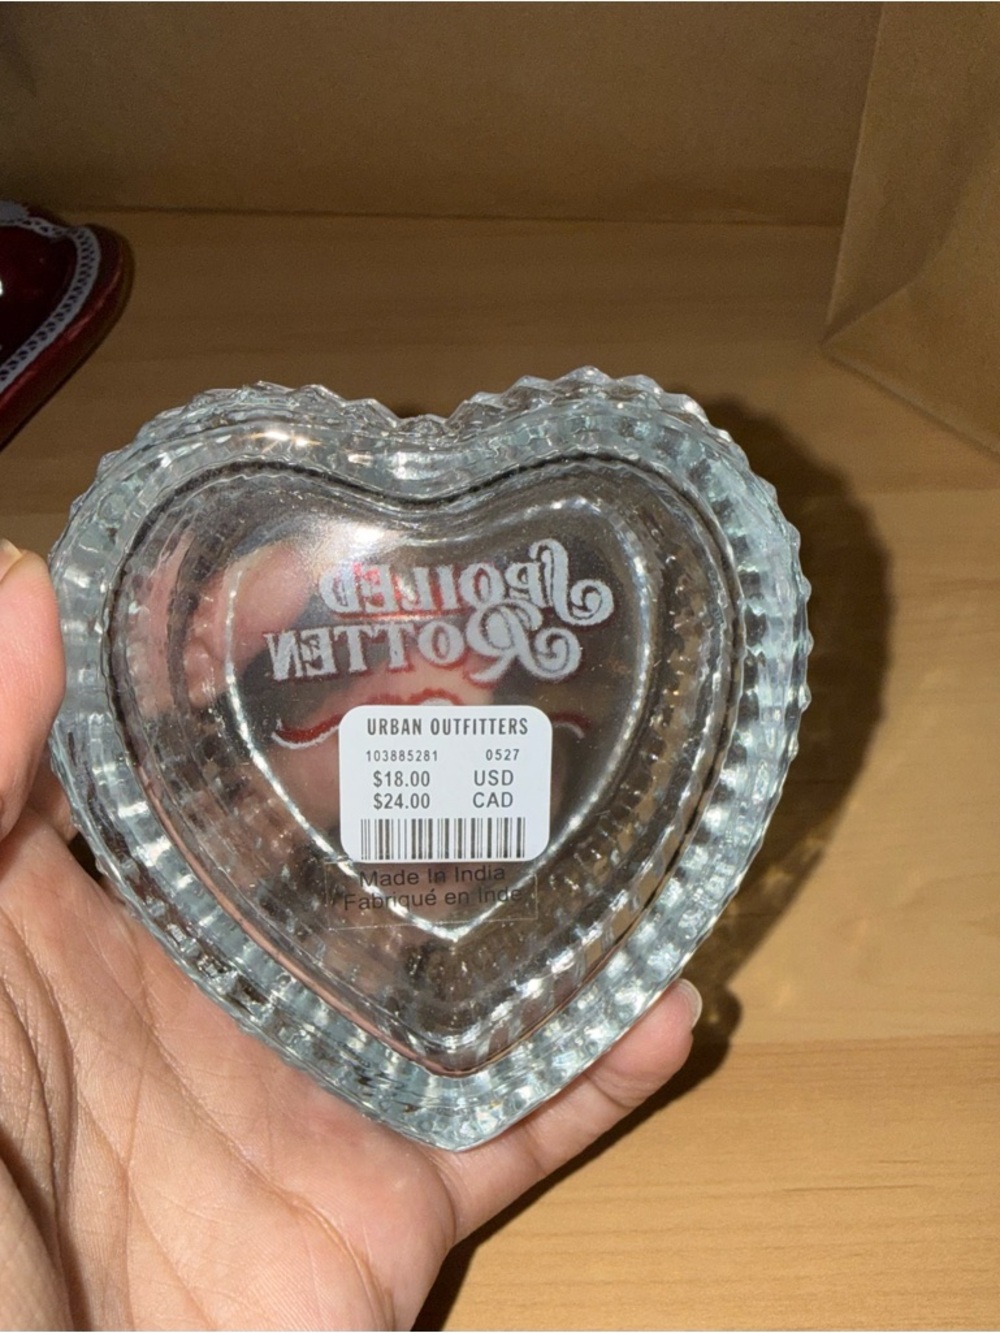 SPOILED
ROTTEN
URBAN OUTFITTERS
103885281 0527
$18.00 USD
$24.00 CAD
Made In India
Fabriqué en Inde